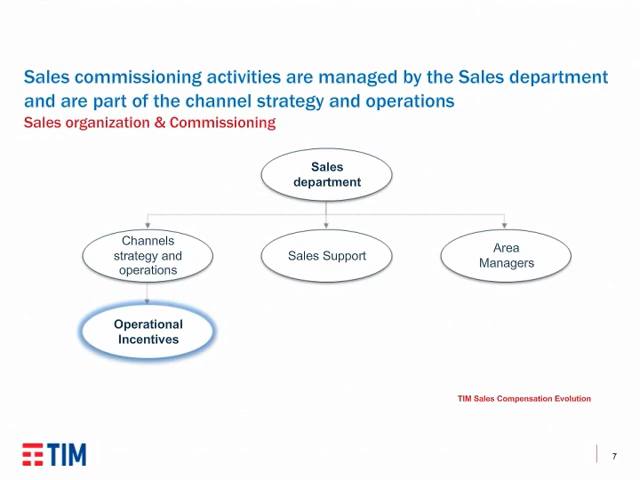 Sales commissioning activities are managed by the Sales department
and are part of the channel strategy and operations
Sales organization & Commissioning
Sales
department
Channels
strategy and
operations
Sales Support
Area
Managers
Operational
Incentives
TIM Sales Compensation Evolution
TIM
7